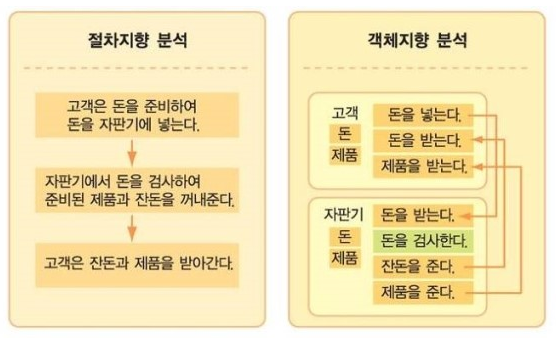 절차지향 분석
고객은 돈을 준비하여
돈을 자판기에 넣는다.
자판기에서 돈을 검사하여
준비된 제품과 잔돈을 꺼내준다.
고객은 잔돈과 제품을 받아간다.
객체지향 분석
고객
돈
제품
돈을 넣는다.
돈을 받는다.
제품을 받는다.
자판기
돈
제품
돈을 받는다.
돈을 검사한다.
잔돈을 준다.
제품을 준다.